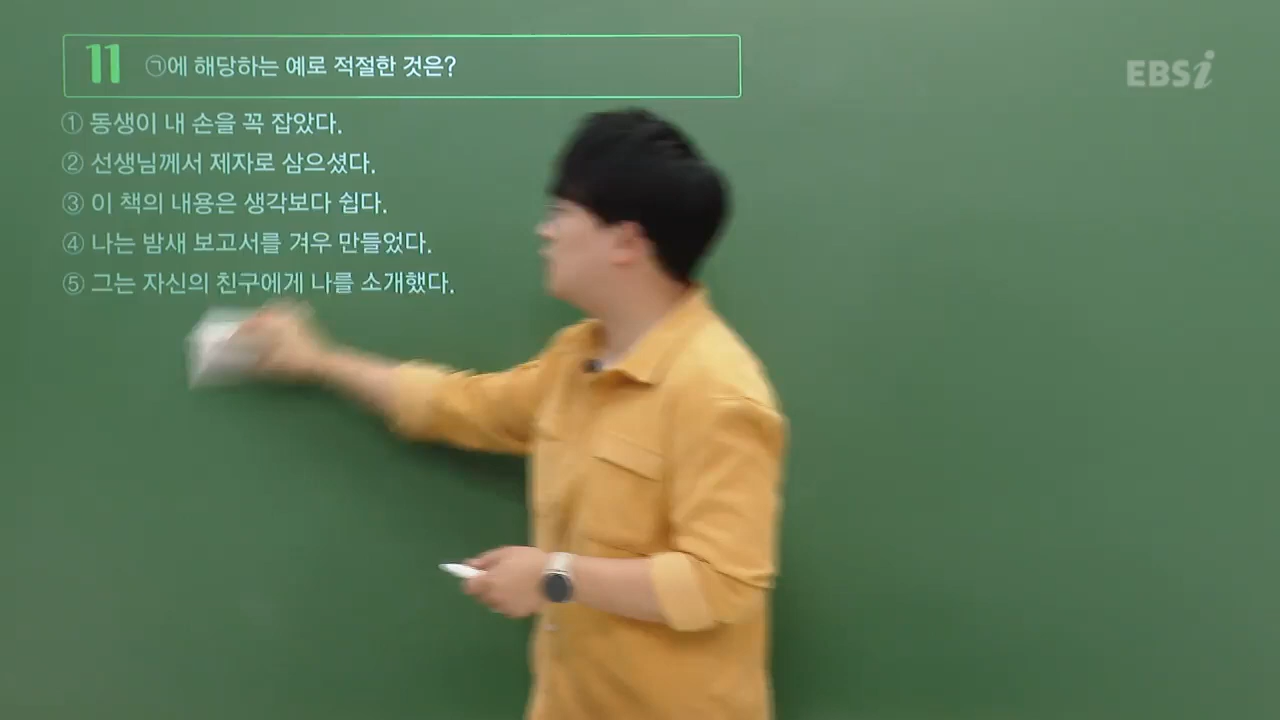 11 ㉠에 해당하는 예로 적절한 것은?
EBSi
① 동생이 내 손을 꼭 잡았다.
② 선생님께서 제자로 삼으셨다.
③ 이 책의 내용은 생각보다 쉽다.
④ 나는 밤새 보고서를 겨우 만들었다.
⑤ 그는 자신의 친구에게 나를 소개했다.